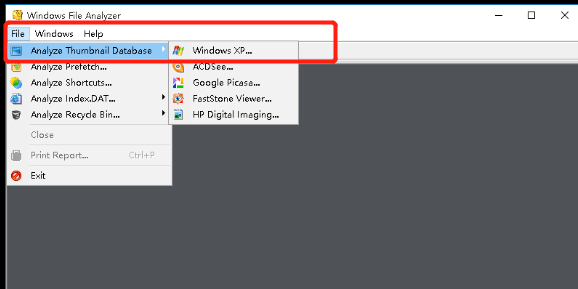 Windows File Analyzer
File Windows Help
Analyze Thumbnail Database
Windows XP...
Analyze Prefetch...
ACDSee...
Analyze Shortcuts...
Google Picasa...
Analyze Index.DAT...
FastStone Viewer...
Analyze Recycle Bin...
HP Digital Imaging...
Close
Print Report... Ctrl+P
Exit